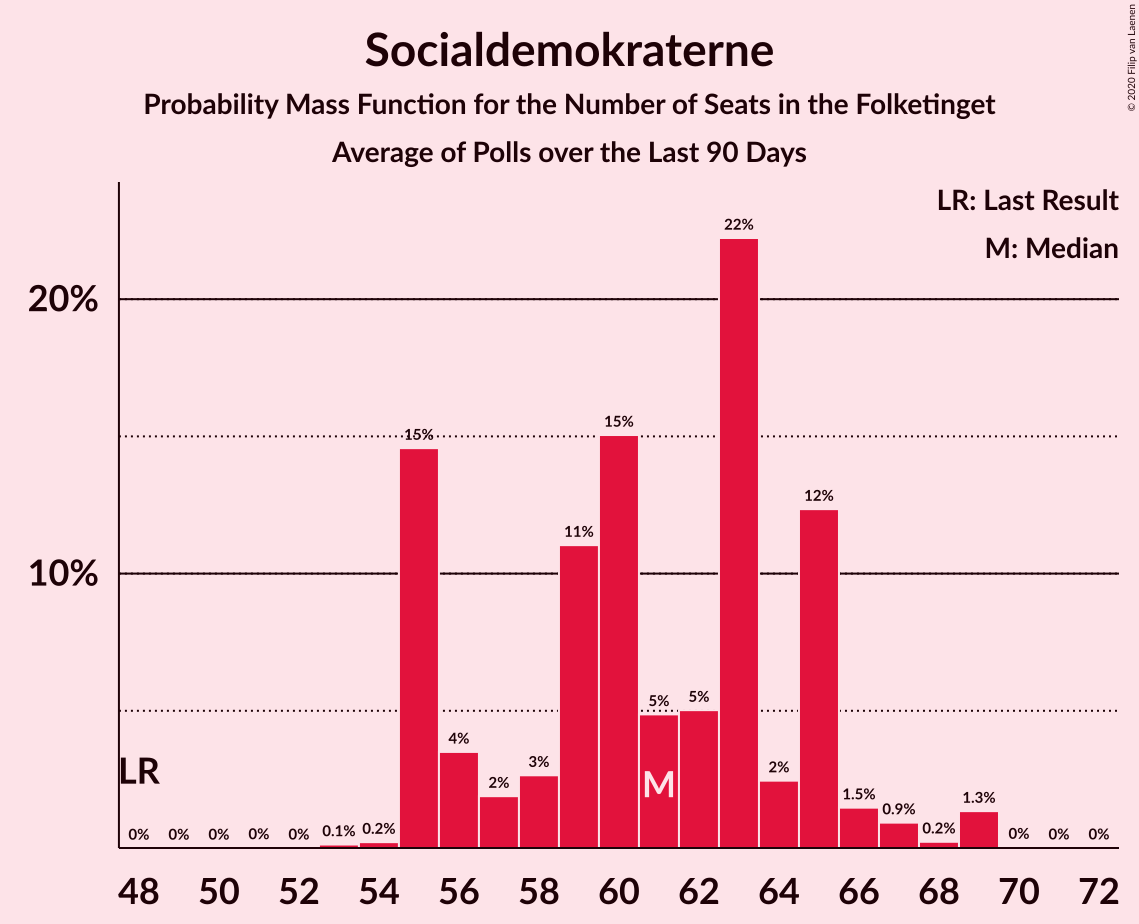 Socialdemokraterne
Probability Mass Function for the Number of Seats in the Folketinget
Average of Polls over the Last 90 Days
© 2020 Filip van Laenen
LR: Last Result
M: Median
20%
10%
0% 0% 0% 0% 0% 0.1% 0.2% 15% 4% 2% 3% 11% 15% 5% 5% 22% 2% 12% 1.5% 0.9% 0.2% 1.3% 0% 0% 0%
LR
M
48 50 52 54 56 58 60 62 64 66 68 70 72